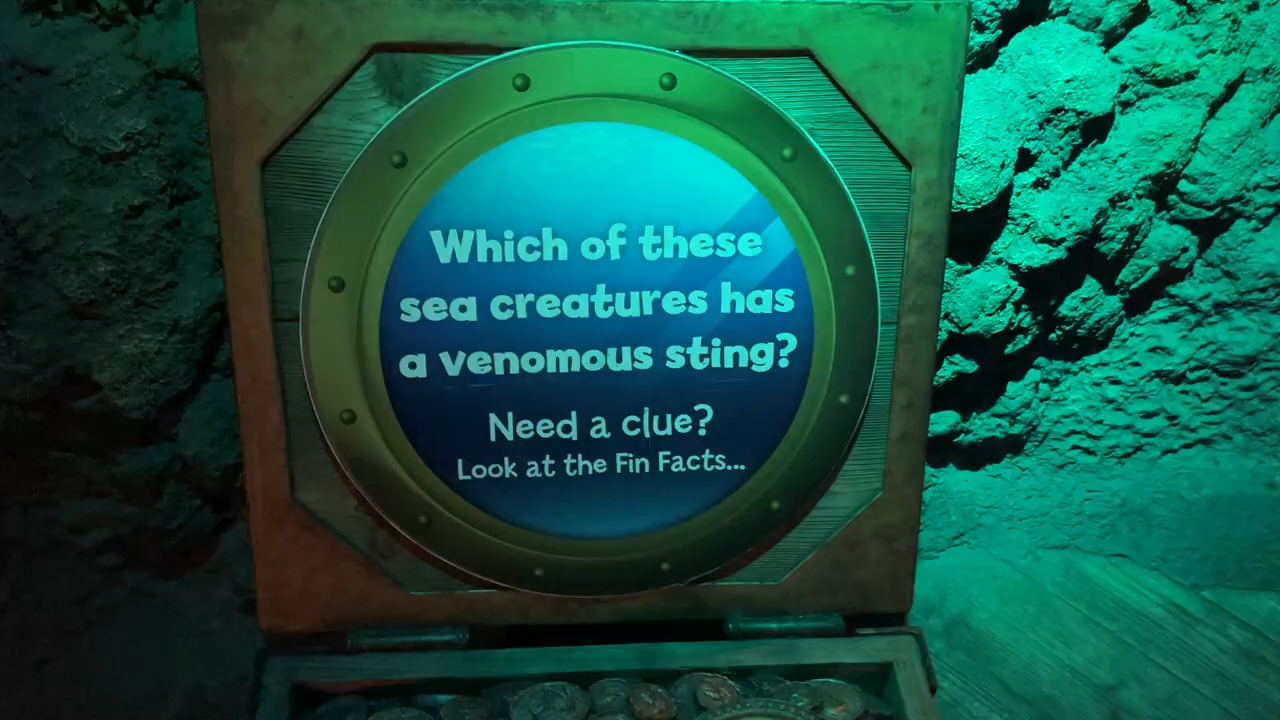 Which of these
sea creatures has
a venomous sting?
Need a clue?
Look at the Fin Facts...